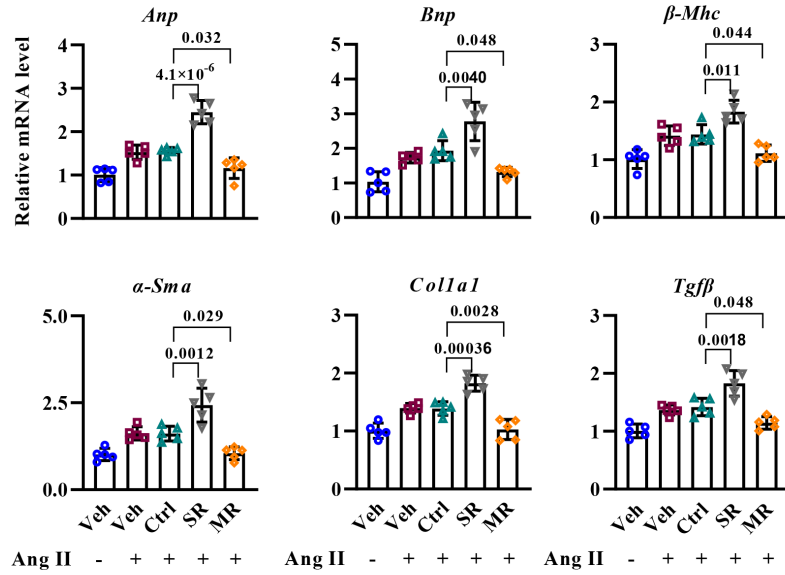 Anp
Bnp
β-Mhc
Relative mRNA level
4
3
2
1
0
0.032
4.1×10⁻⁶
5
4
3
2
1
0
0.048
0.0040
3
2
1
0
0.044
0.011
α-Sma
Col1a1
Tgfβ
5.0
2.5
0.0
0.029
0.0012
3
2
1
0
0.0028
0.00036
3
2
1
0
0.048
0.0018
Veh Veh Ctrl SR MR
Veh Veh Ctrl SR MR
Veh Veh Ctrl SR MR
Ang II - + + + +
Ang II - + + + +
Ang II - + + + +